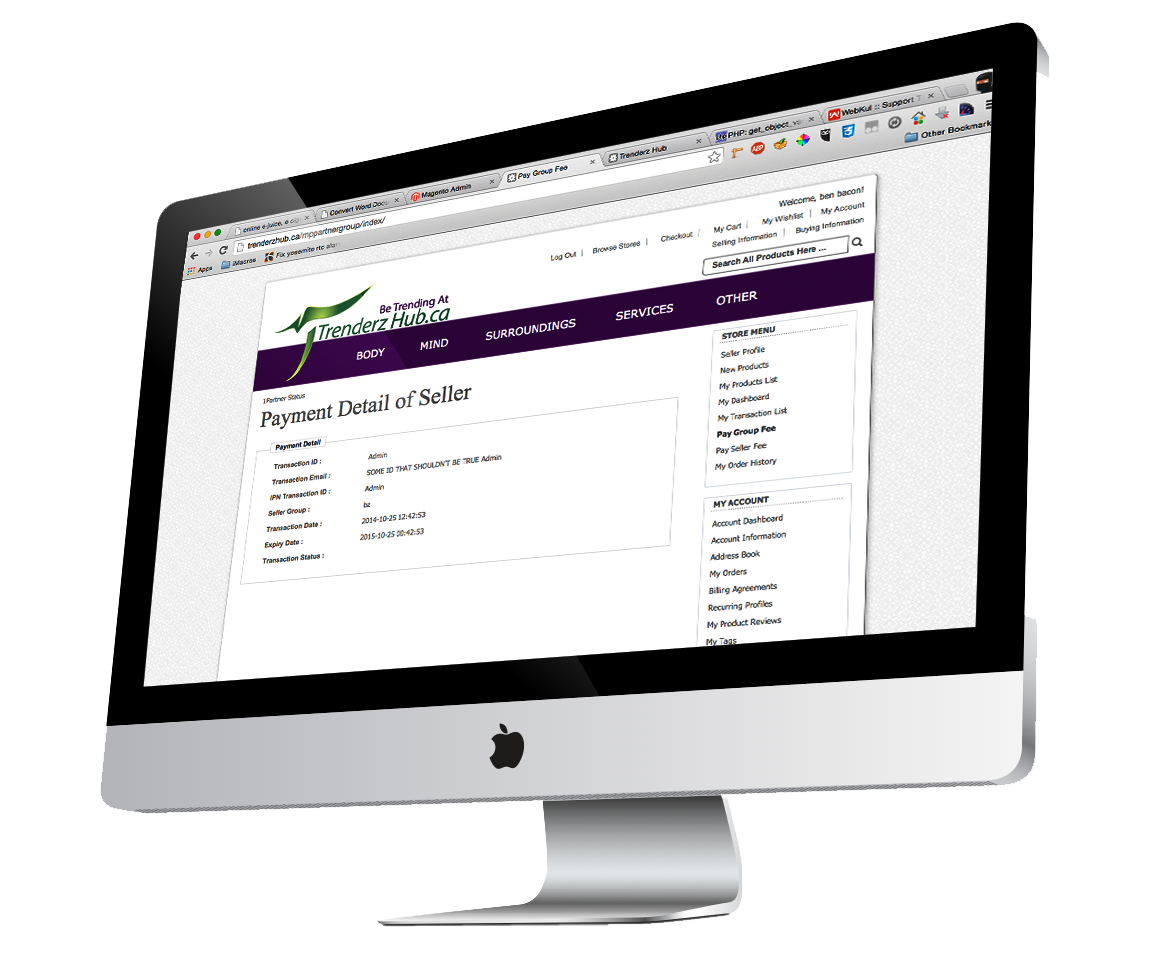 online e-juice, e cig
Convert Word Docu
Magento Admin
Pay Group Fee
Trenderz Hub
PHP: get_object_va
WebKul :: Support T
trenderzhub.ca/mppartnergroup/index/
ABP
Apps
iMacros
Fix yosemite rtc alar
Other Bookmark
Welcome, ben bacon!
Log Out | Browse Stores | Checkout | My Cart | My Wishlist | My Account
Selling Information | Buying Information
Search All Products Here ...
Be Trending At
Trenderz Hub.ca
BODY MIND SURROUNDINGS SERVICES OTHER
1Partner Status
Payment Detail of Seller
Payment Detail
Transaction ID : Admin
Transaction Email : SOME ID THAT SHOULDN'T BE TRUE Admin
IPN Transaction ID : Admin
Seller Group : bz
Transaction Date : 2014-10-25 12:42:53
Expiry Date : 2015-10-25 00:42:53
Transaction Status :
STORE MENU
Seller Profile
New Products
My Products List
My Dashboard
My Transaction List
Pay Group Fee
Pay Seller Fee
My Order History
MY ACCOUNT
Account Dashboard
Account Information
Address Book
My Orders
Billing Agreements
Recurring Profiles
My Product Reviews
My Tags